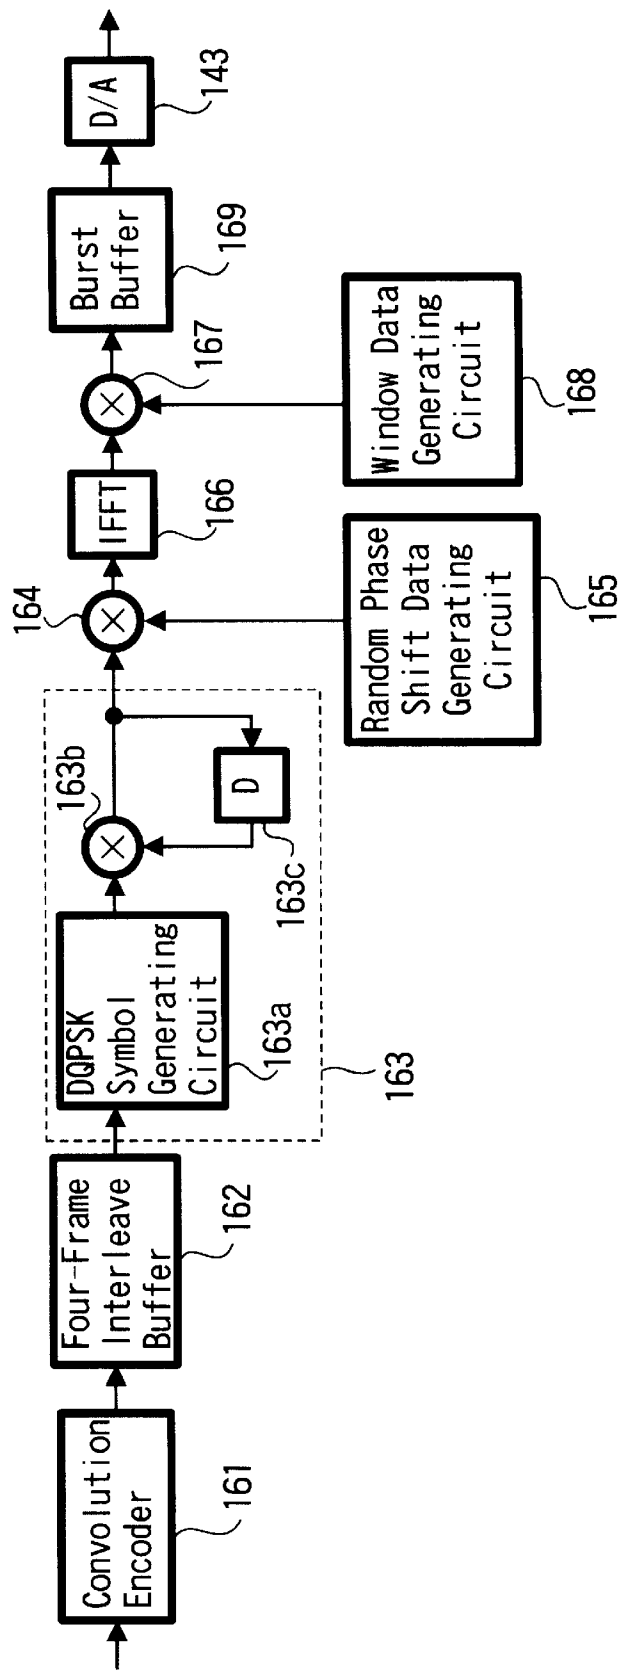 Convolution
Encoder
161
Four-Frame
Interleave
Buffer
162
DQPSK
Symbol
Generating
Circuit
163a
163b
D
163c
163
164
Random Phase
Shift Data
Generating
Circuit
165
IFFT
166
167
Window Data
Generating
Circuit
168
Burst
Buffer
169
D/A
143